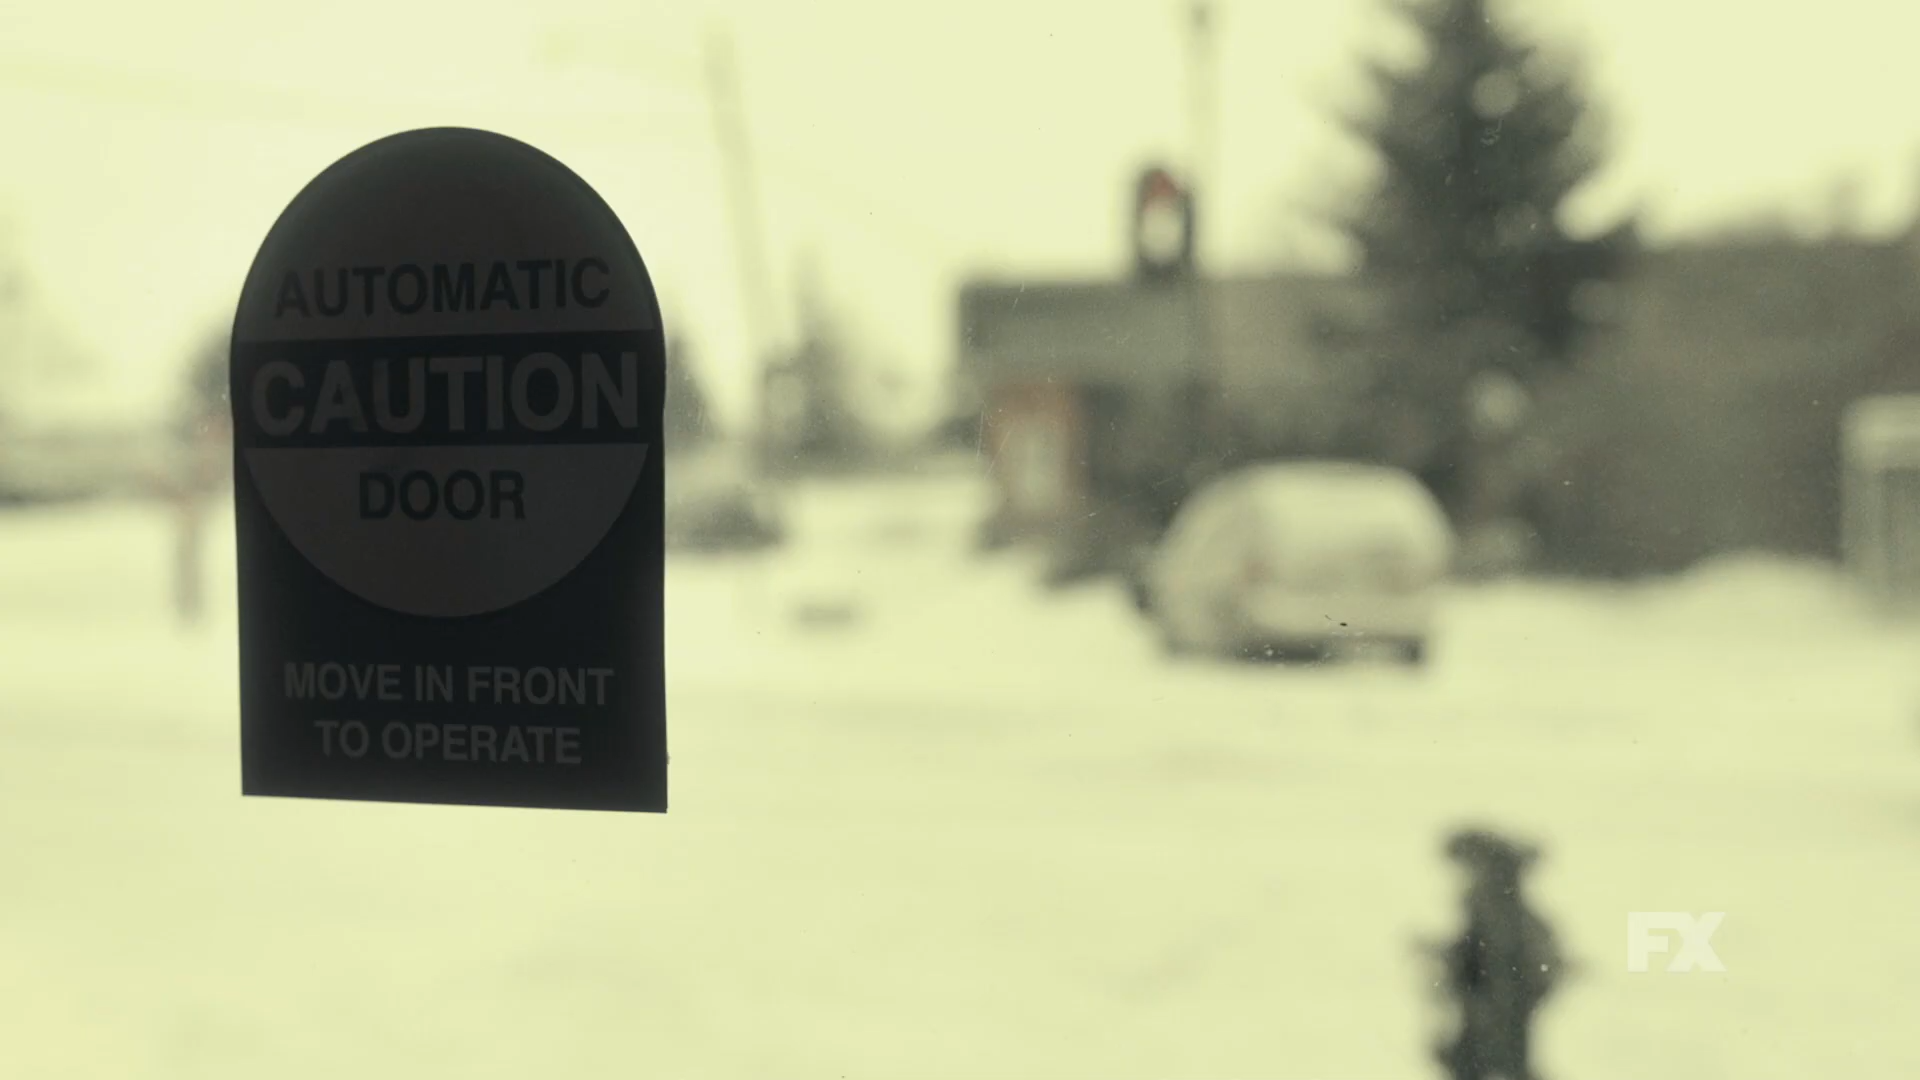 AUTOMATIC
CAUTION
DOOR
MOVE IN FRONT
TO OPERATE
FX